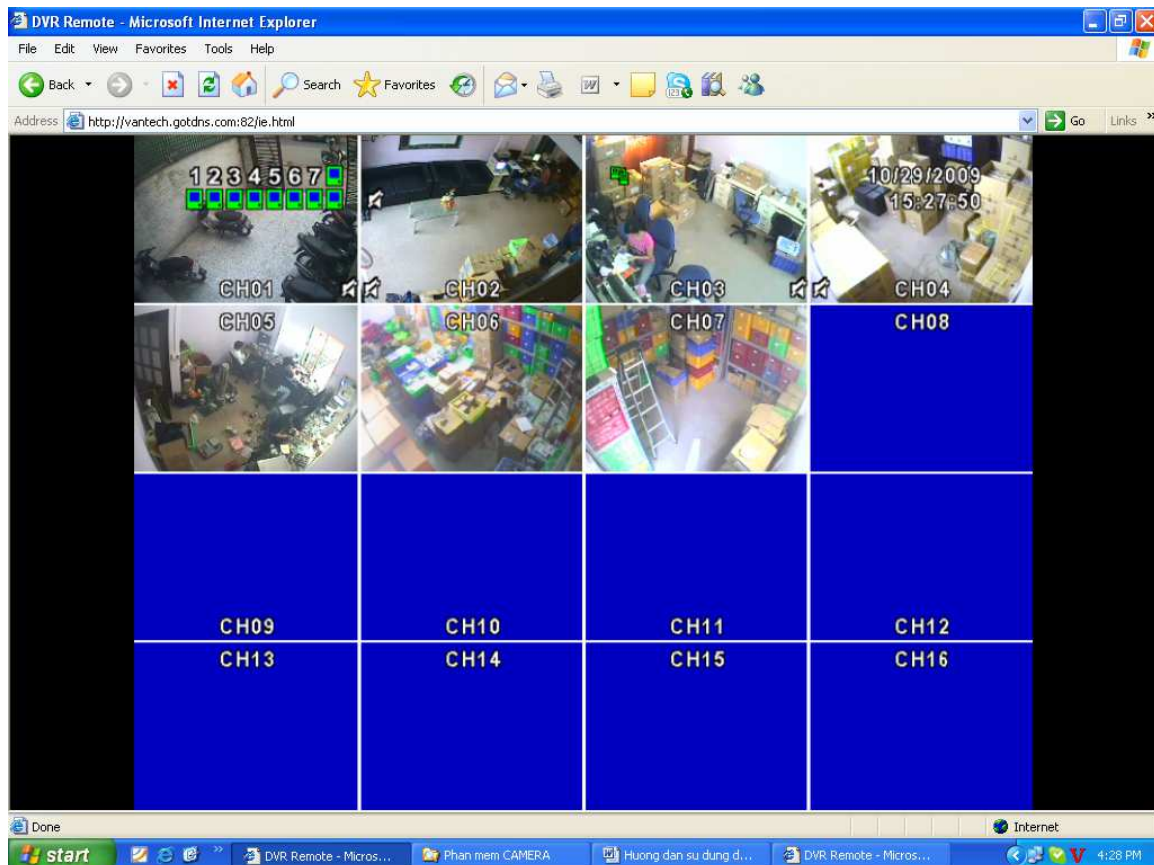 DVR Remote - Microsoft Internet Explorer
File Edit View Favorites Tools Help
Back Search Favorites
Address http://vantech.gotdns.com:82/ie.html Go Links »
1 2 3 4 5 6 7
10/29/2009
15:27:50
CH01 CH02 CH03 CH04
CH05 CH06 CH07 CH08
CH09 CH10 CH11 CH12
CH13 CH14 CH15 CH16
Done Internet
start » DVR Remote - Micros... Phan mem CAMERA Huong dan su dung d... DVR Remote - Micros... 4:28 PM